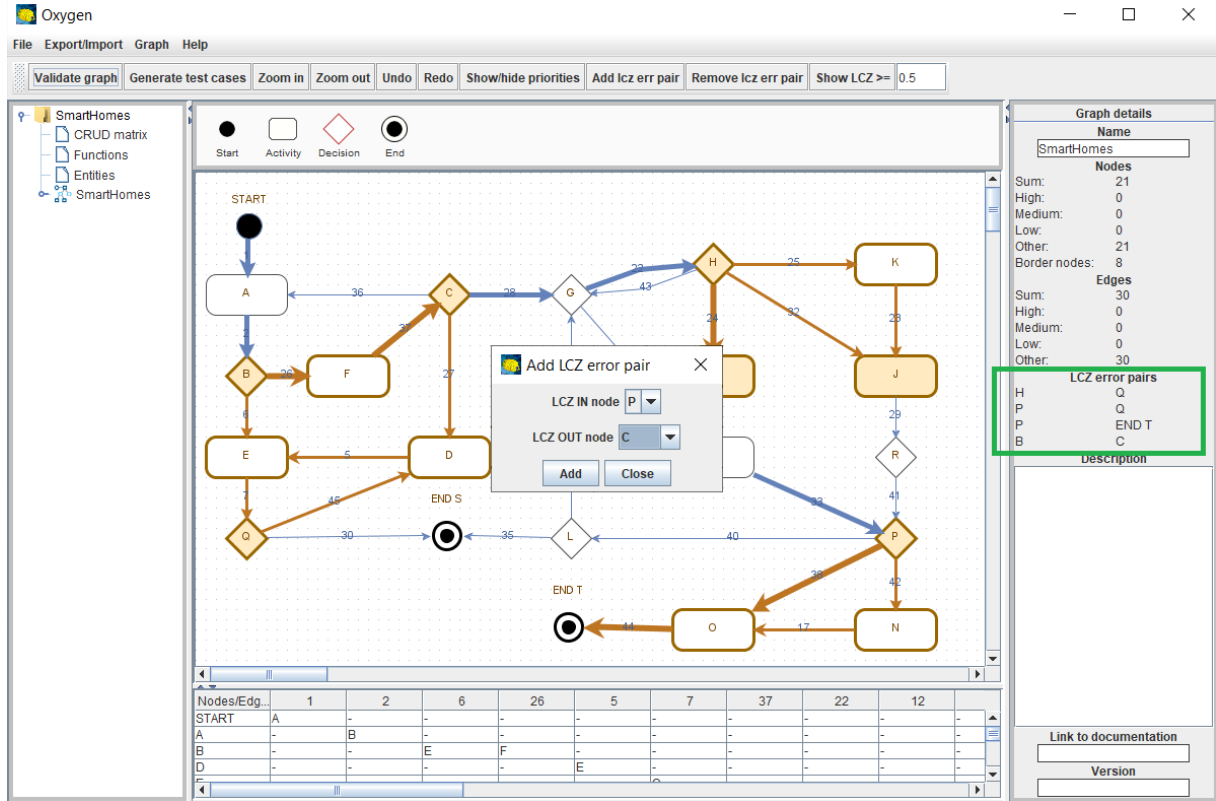 Oxygen
File Export/Import Graph Help
Validate graph Generate test cases Zoom in Zoom out Undo Redo Show/hide priorities Add lcz err pair Remove lcz err pair Show LCZ >= 0.5
SmartHomes
CRUD matrix
Functions
Entities
SmartHomes
Start Activity Decision End
START
1
A
36
2
B
26
F
37
C
28
G
22
43
H
25
K
24
32
23
J
6
27
E
5
D
7
45
Q
30
END S
35
L
40
29
R
41
33
P
39
42
END T
44
O
17
N
Add LCZ error pair
LCZ IN node P
LCZ OUT node C
Add Close
Nodes/Edg... 1 2 6 26 5 7 37 22 12
START A - - - - - - - - -
A - B - - - - - - - -
B - - E F - - - - - -
D - - - - E - - - - -
Graph details
Name
SmartHomes
Nodes
Sum: 21
High: 0
Medium: 0
Low: 0
Other: 21
Border nodes: 8
Edges
Sum: 30
High: 0
Medium: 0
Low: 0
Other: 30
LCZ error pairs
H Q
P Q
P END T
B C
Description
Link to documentation
Version